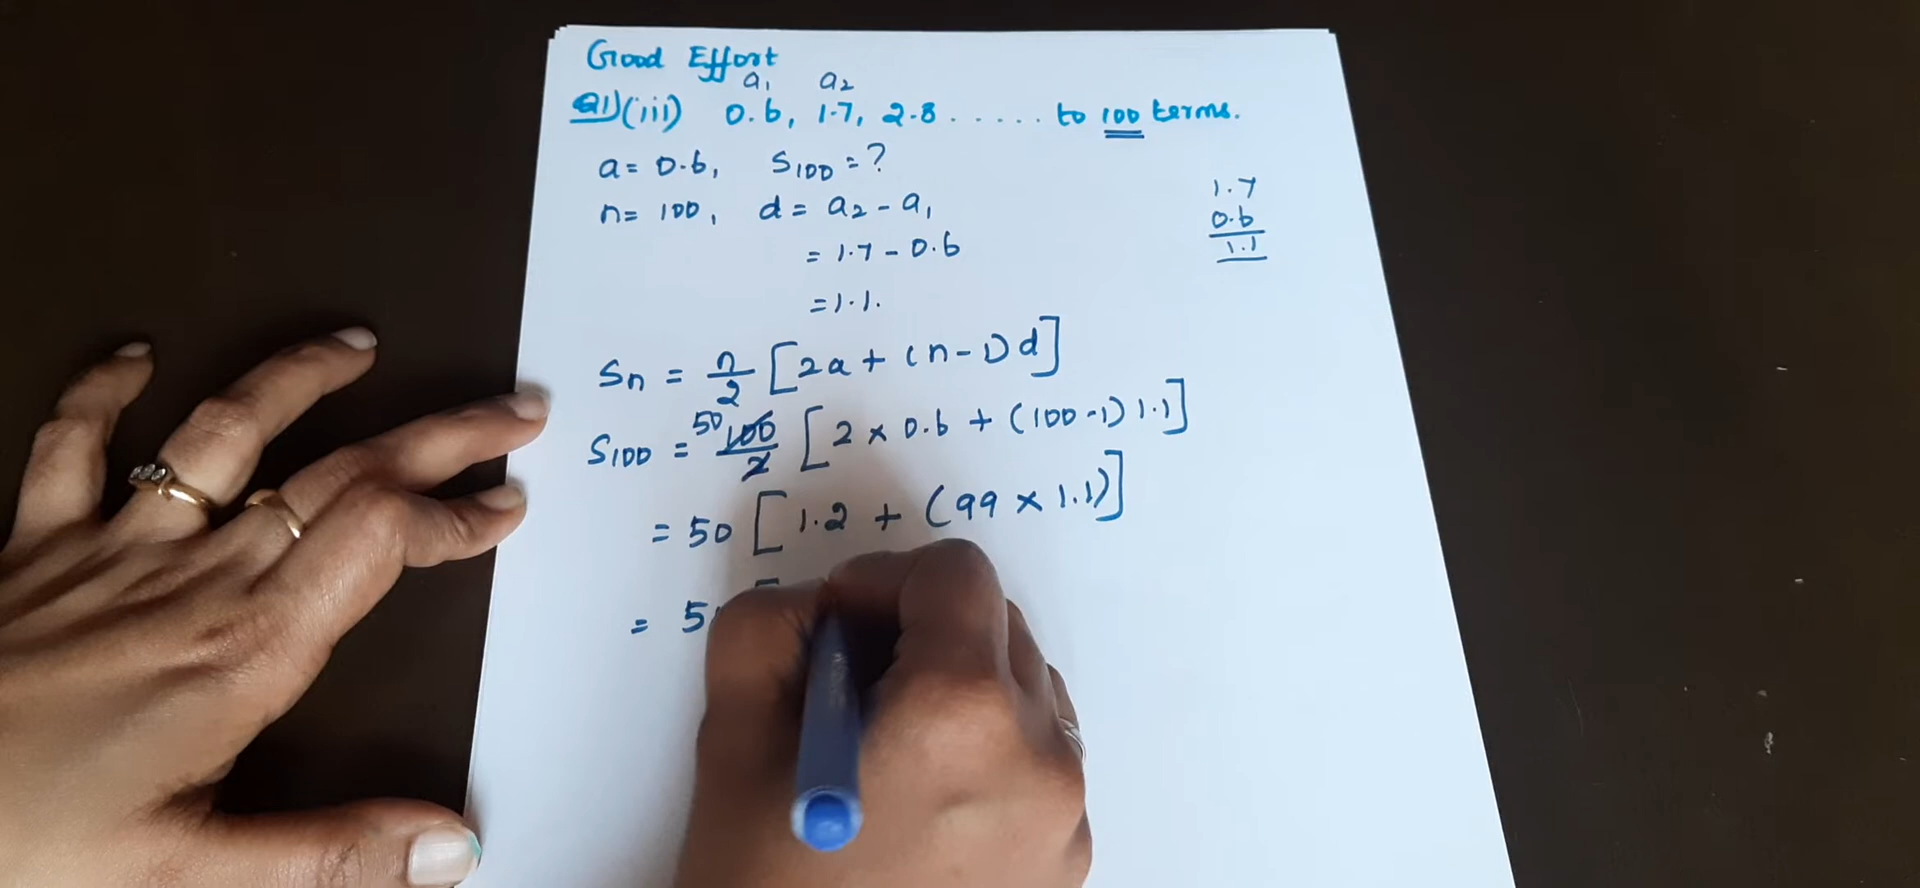 Good Effort
a1 a2
Q1)(iii) 0.6, 1.7, 2.8 ..... to 100 terms.
a = 0.6, S100 = ?
n = 100, d = a2 - a1
= 1.7 - 0.6
= 1.1.
1.7
0.6
1.1
Sn = n/2 [2a + (n - 1) d]
S100 = 50 100/2 [2 × 0.6 + (100 - 1) 1.1]
= 50 [1.2 + (99 × 1.1)]
= 5